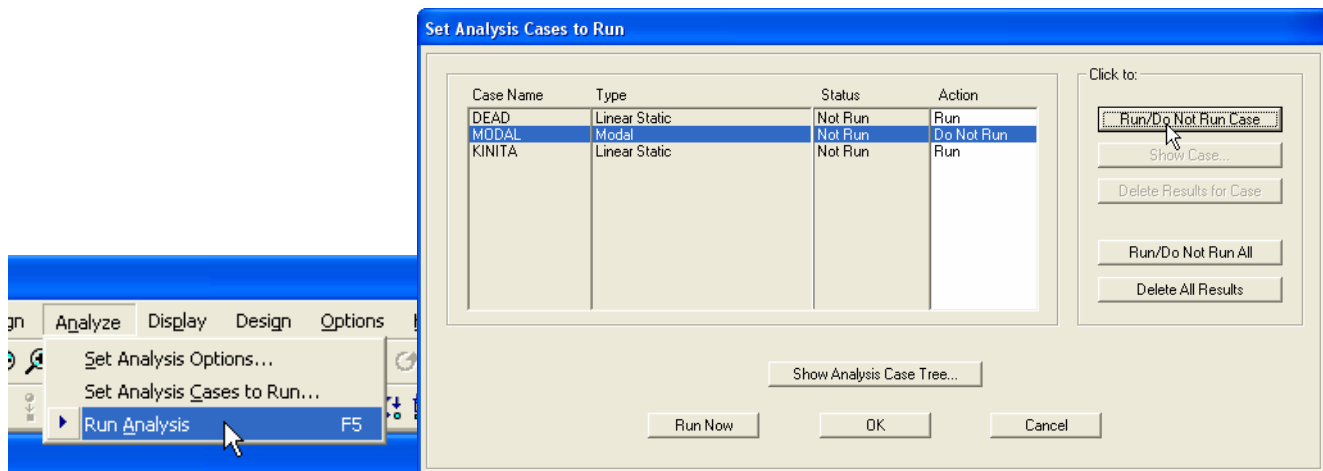 Set Analysis Cases to Run
Click to:
Case Name Type Status Action
DEAD Linear Static Not Run Run
MODAL Modal Not Run Do Not Run
KINITA Linear Static Not Run Run
Run/Do Not Run Case
Show Case...
Delete Results for Case
Run/Do Not Run All
Delete All Results
Show Analysis Case Tree...
Run Now OK Cancel
gn Analyze Display Design Options
Set Analysis Options...
Set Analysis Cases to Run...
Run Analysis F5